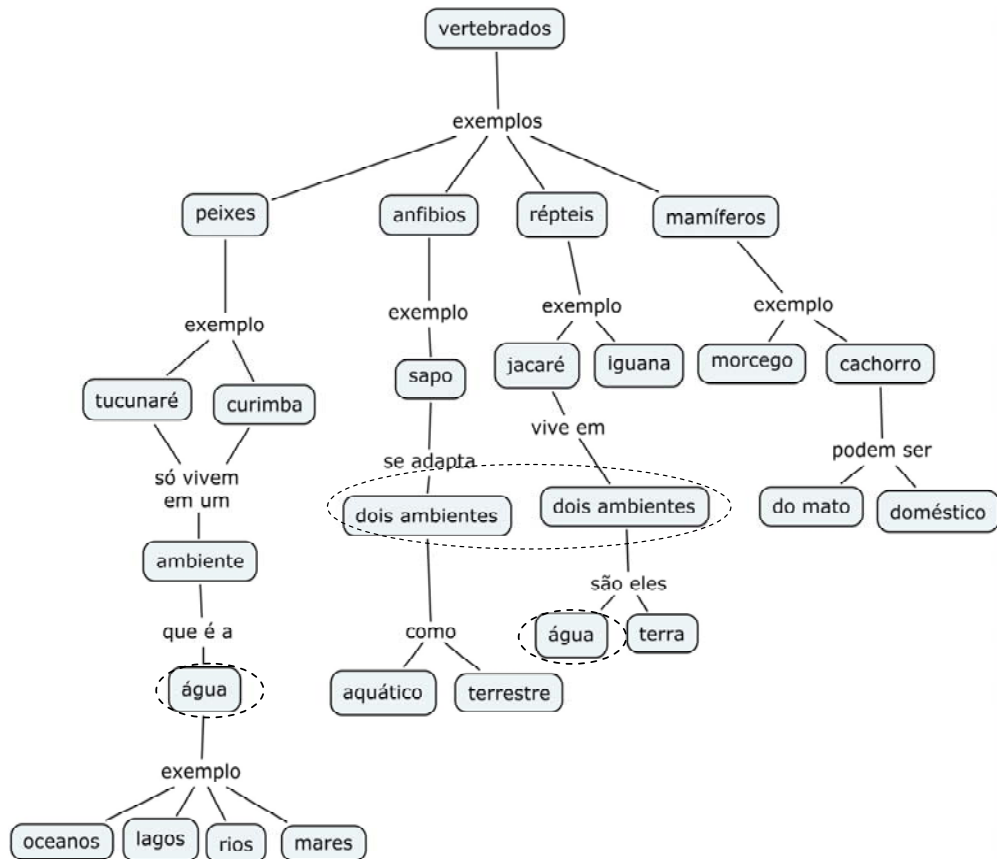 vertebrados
exemplos
peixes
anfibios
répteis
mamíferos
exemplo
exemplo
exemplo
exemplo
tucunaré
curimba
sapo
jacaré
iguana
morcego
cachorro
só vivem
em um
se adapta
vive em
podem ser
dois ambientes
dois ambientes
do mato
doméstico
ambiente
são eles
que é a
como
água
terra
água
aquático
terrestre
exemplo
oceanos
lagos
rios
mares